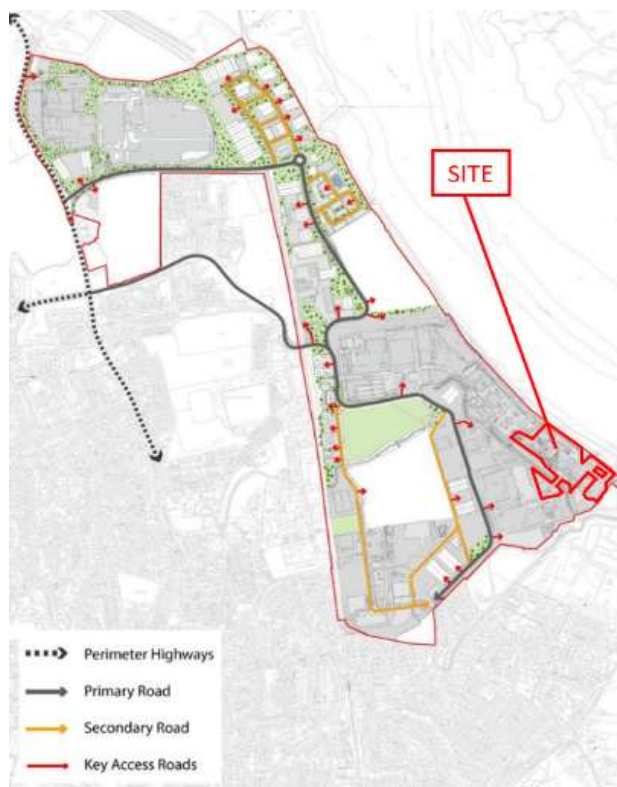 SITE
Perimeter Highways
Primary Road
Secondary Road
Key Access Roads